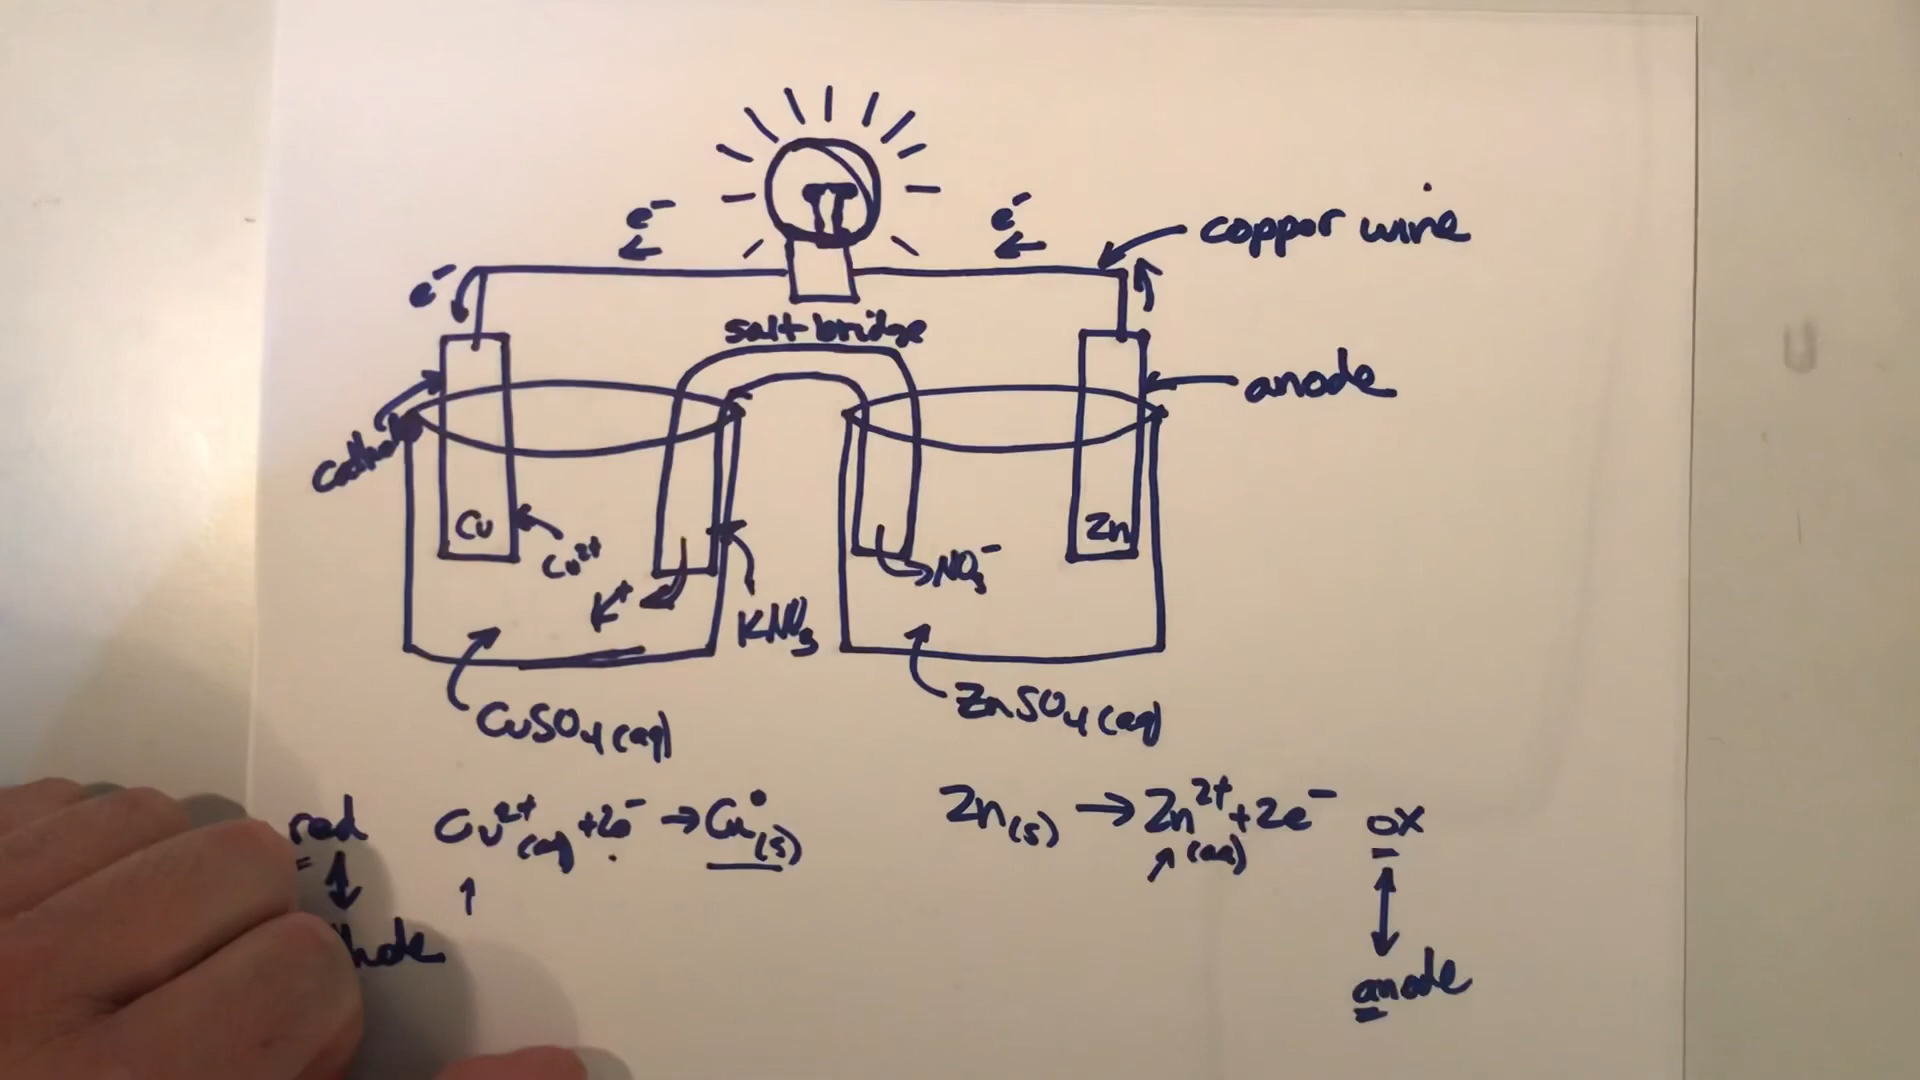 e⁻
e⁻
copper wire
e⁻
salt bridge
anode
Cu
Zn
Cu²⁺
NO₃⁻
K⁺
KNO₃
CuSO₄(aq)
ZnSO₄(aq)
red
Cu²⁺(aq) +2e⁻ → Cu°(s)
Zn(s) → Zn²⁺(aq) +2e⁻
ox
anode